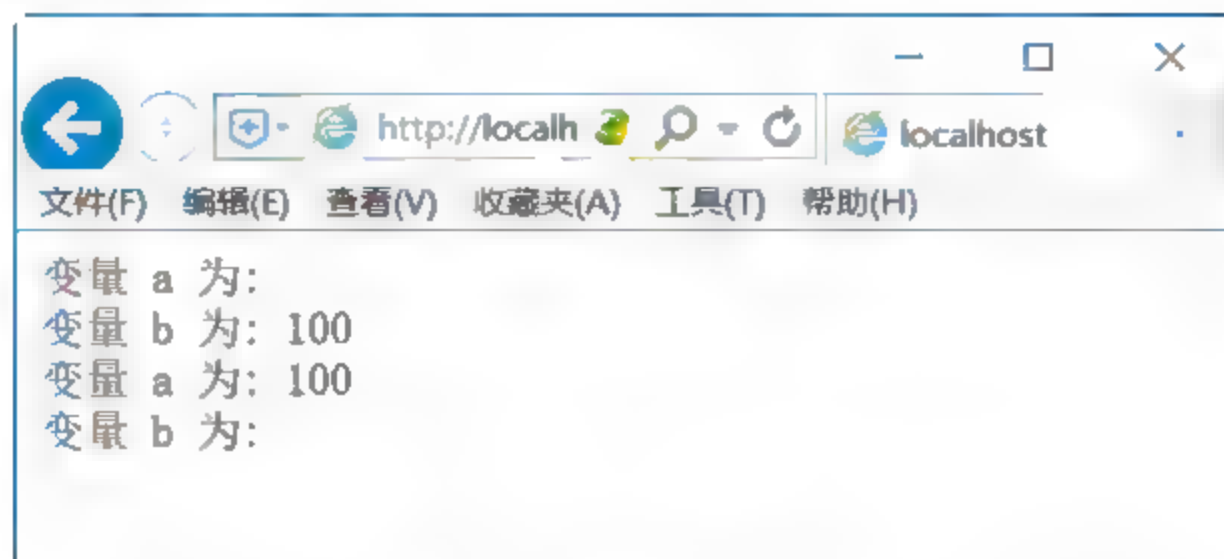 http://localh
localhost
文件(F) 编辑(E) 查看(V) 收藏夹(A) 工具(T) 帮助(H)
变量 a 为:
变量 b 为: 100
变量 a 为: 100
变量 b 为: